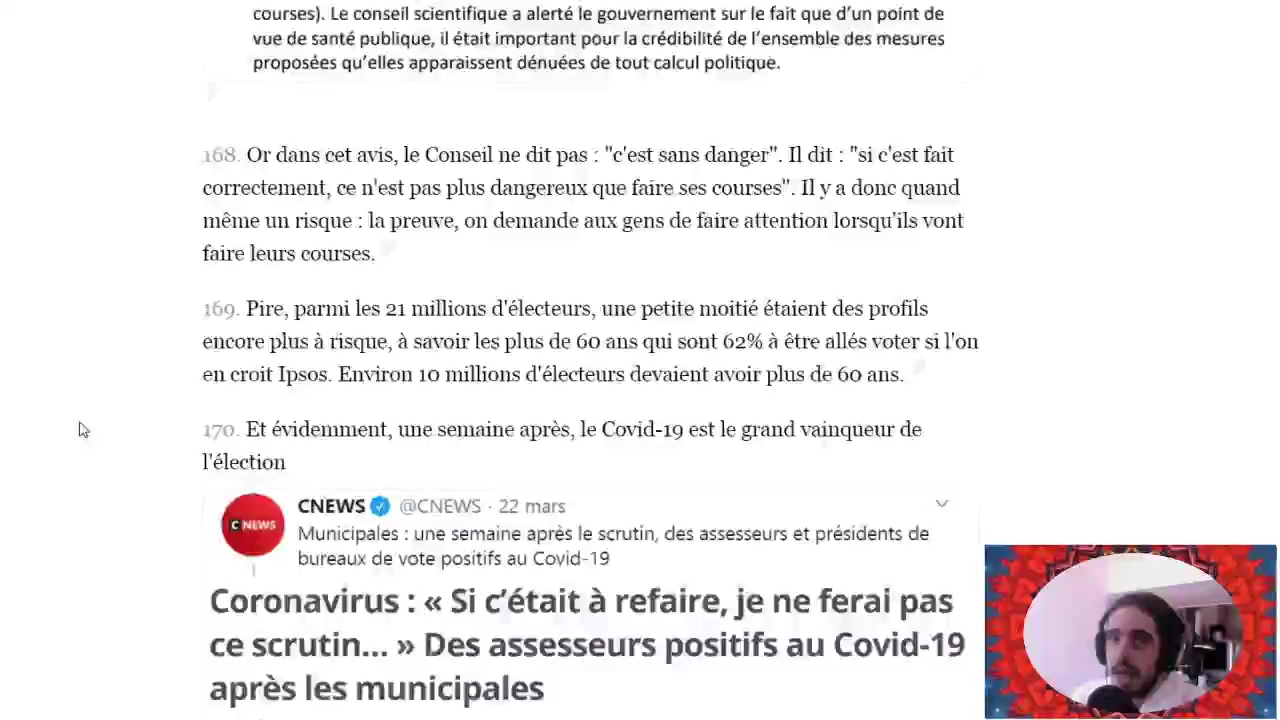 courses). Le conseil scientifique a alerté le gouvernement sur le fait que d'un point de
vue de santé publique, il était important pour la crédibilité de l'ensemble des mesures
proposées qu'elles apparaissent dénuées de tout calcul politique.
168. Or dans cet avis, le Conseil ne dit pas : "c'est sans danger". Il dit : "si c'est fait
correctement, ce n'est pas plus dangereux que faire ses courses". Il y a donc quand
même un risque : la preuve, on demande aux gens de faire attention lorsqu'ils vont
faire leurs courses.
169. Pire, parmi les 21 millions d'électeurs, une petite moitié étaient des profils
encore plus à risque, à savoir les plus de 60 ans qui sont 62% à être allés voter si l'on
en croit Ipsos. Environ 10 millions d'électeurs devaient avoir plus de 60 ans.
170. Et évidemment, une semaine après, le Covid-19 est le grand vainqueur de
l'élection
CNEWS @CNEWS · 22 mars
CNEWS
Municipales : une semaine après le scrutin, des assesseurs et présidents de
bureaux de vote positifs au Covid-19
Coronavirus : « Si c'était à refaire, je ne ferai pas
ce scrutin... » Des assesseurs positifs au Covid-19
après les municipales